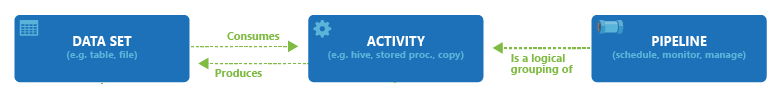 DATA SET
(e.g. table, file)
Consumes
Produces
ACTIVITY
(e.g. hive, stored proc., copy)
Is a logical
grouping of
PIPELINE
(schedule, monitor, manage)